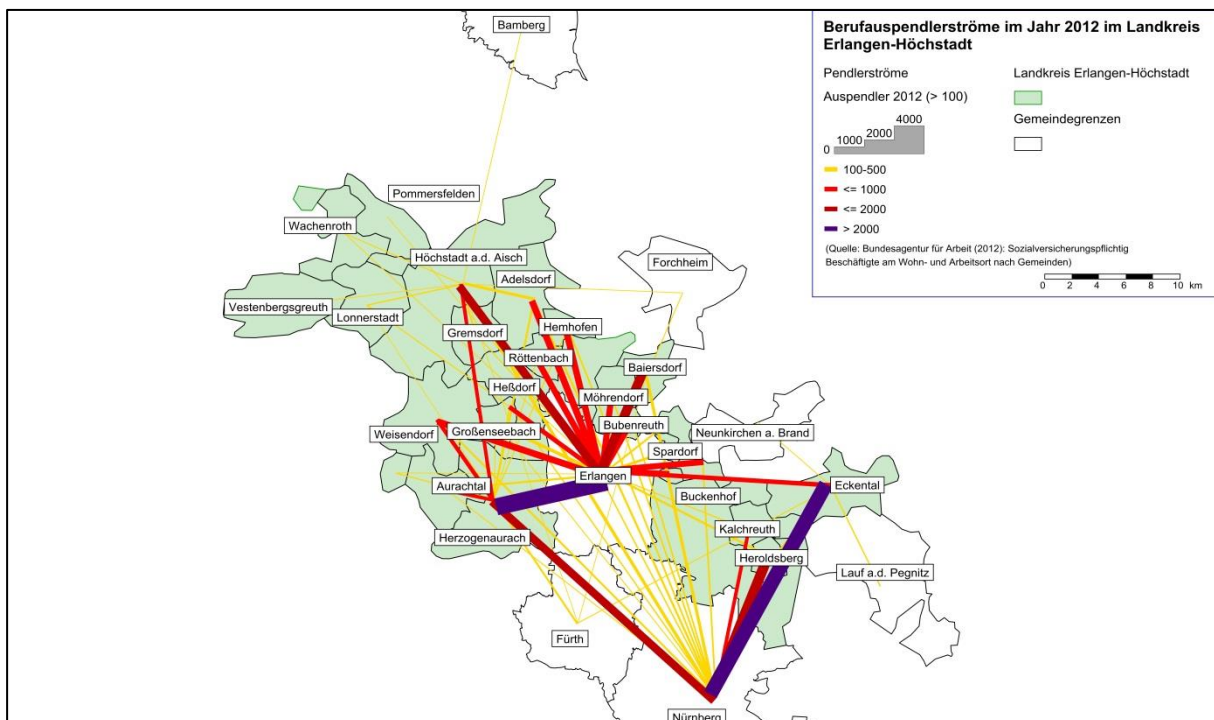 Berufauspendlerströme im Jahr 2012 im Landkreis
Erlangen-Höchstadt
Pendlerströme
Auspendler 2012 (> 100)
0 1000 2000 4000
100-500
<= 1000
<= 2000
> 2000
Landkreis Erlangen-Höchstadt
Gemeindegrenzen
(Quelle: Bundesagentur für Arbeit (2012): Sozialversicherungspflichtig
Beschäftigte am Wohn- und Arbeitsort nach Gemeinden)
0 2 4 6 8 10 km
Bamberg
Pommersfelden
Wachenroth
Höchstadt a.d. Aisch
Forchheim
Adelsdorf
Vestenbergsgreuth
Lonnerstadt
Gremsdorf
Hemhofen
Röttenbach
Baiersdorf
Heßdorf
Möhrendorf
Bubenreuth
Weisendorf
Großenseebach
Neunkirchen a. Brand
Spardorf
Erlangen
Aurachtal
Eckental
Buckenhof
Kalchreuth
Herzogenaurach
Heroldsberg
Lauf a.d. Pegnitz
Fürth
Nürnberg